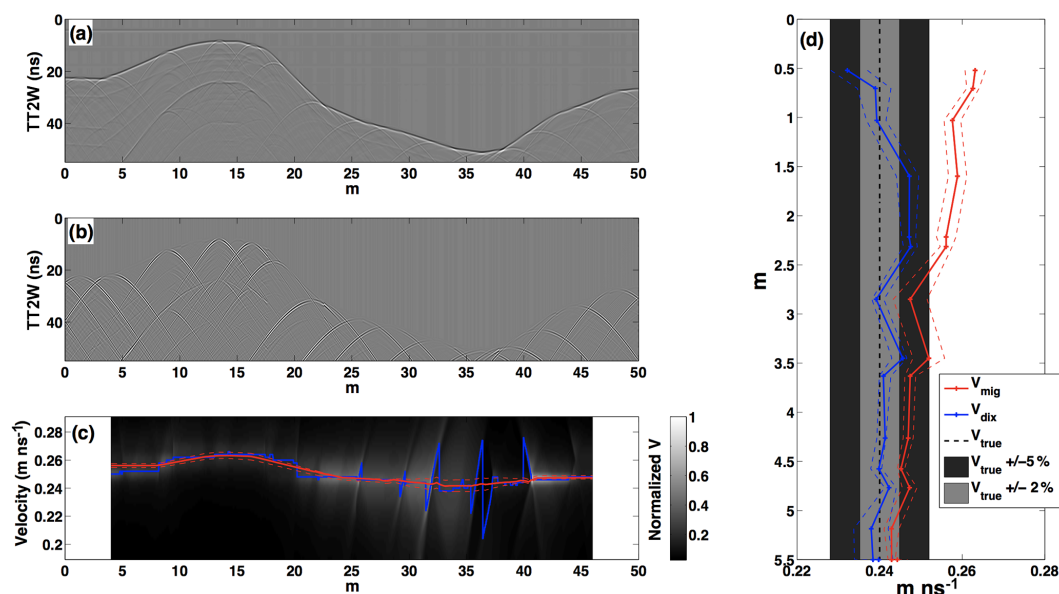 (a)
TT2W (ns)
0
20
40
0 5 10 15 20 25 30 35 40 45 50
m
(b)
TT2W (ns)
0
20
40
0 5 10 15 20 25 30 35 40 45 50
m
(c)
Velocity (m ns⁻¹)
0.28
0.26
0.24
0.22
0.2
0 5 10 15 20 25 30 35 40 45 50
m
Normalized V
1
0.8
0.6
0.4
0.2
(d)
m
0
0.5
1
1.5
2
2.5
3
3.5
4
4.5
5
5.5
0.22 0.24 0.26 0.28
m ns⁻¹
V mig
V dix
V true
V true +/−5 %
V true +/− 2 %